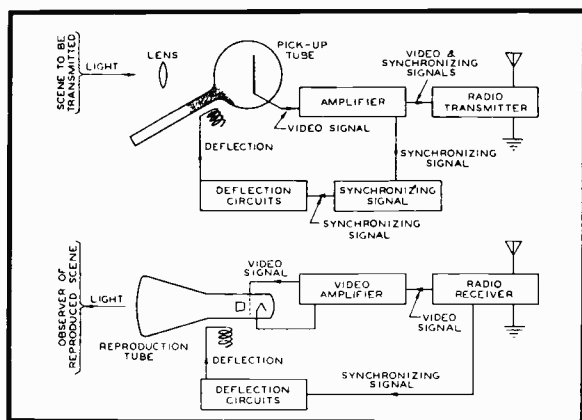 SCENE TO BE
TRANSMITTED
LIGHT
LENS
PICK-UP
TUBE
VIDEO &
SYNCHRONIZING
SIGNALS
AMPLIFIER
RADIO
TRANSMITTER
VIDEO SIGNAL
DEFLECTION
SYNCHRONIZING
SIGNAL
DEFLECTION
CIRCUITS
SYNCHRONIZING
SIGNAL
SYNCHRONIZING
SIGNAL
OBSERVER OF
REPRODUCED SCENE
LIGHT
VIDEO
SIGNAL
D
VIDEO
AMPLIFIER
RADIO
RECEIVER
VIDEO
SIGNAL
REPRODUCTION
TUBE
DEFLECTION
DEFLECTION
CIRCUITS
SYNCHRONIZING
SIGNAL